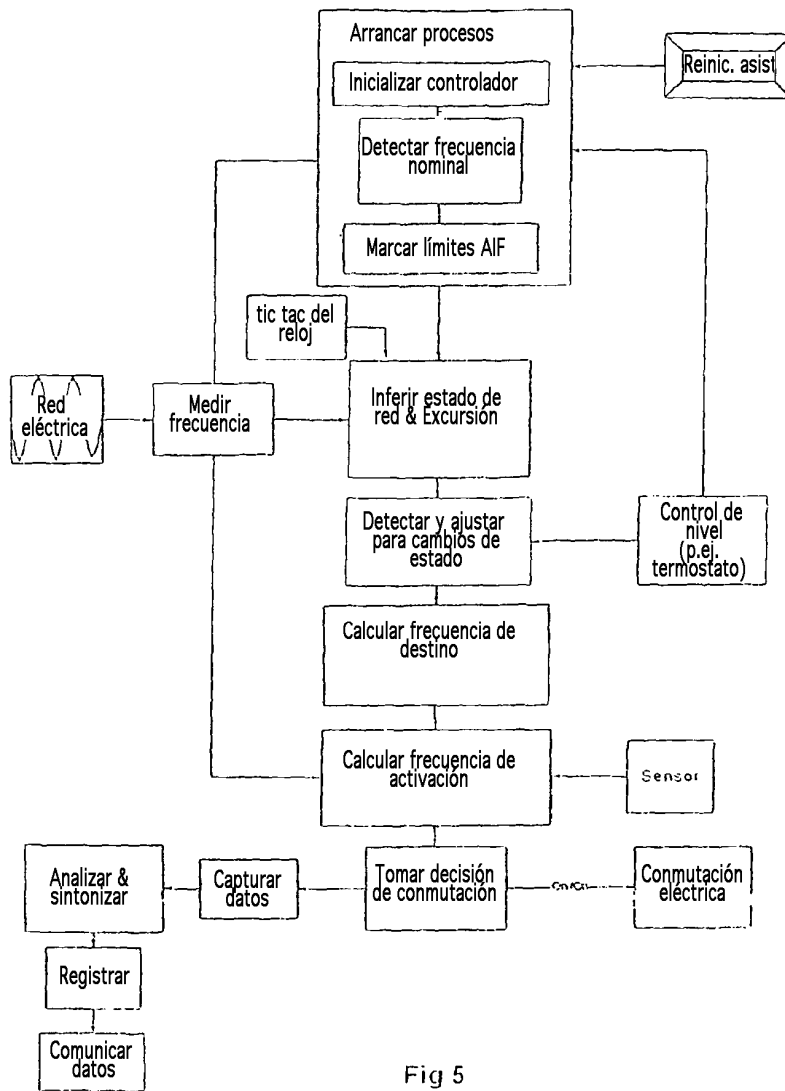 Arrancar procesos
Reinic. asist
Inicializar controlador
Detectar frecuencia
nominal
Marcar límites AIF
tic tac del
reloj
Red
eléctrica
Medir
frecuencia
Inferir estado de
red & Excursión
Detectar y ajustar
para cambios de
estado
Control de
nivel
(p.ej.
termostato)
Calcular frecuencia de
destino
Calcular frecuencia de
activación
Sensor
Analizar &
sintonizar
Capturar
datos
Tomar decisión
de conmutación
Conmutación
eléctrica
Registrar
Comunicar
datos
Fig 5